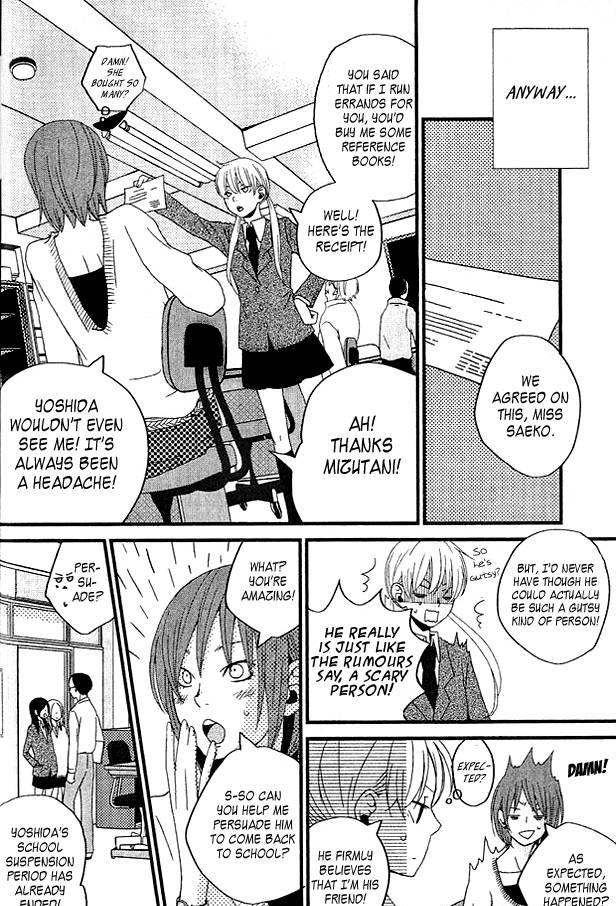 ANYWAY...
WE
AGREED ON
THIS, MISS
SAEKO.
YOU SAID
THAT IF I RUN
ERRANDS FOR
YOU, YOU'D
BUY ME SOME
REFERENCE
BOOKS!
WELL!
HERE'S THE
RECEIPT!
DAMN!
SHE
BOUGHT SO
MANY?
AH!
THANKS
MIZUTANI!
YOSHIDA
WOULDN'T EVEN
SEE ME! IT'S
ALWAYS BEEN
A HEADACHE!
BUT, I'D NEVER
HAVE THOUGH HE
COULD ACTUALLY
BE SUCH A GUTSY
KIND OF PERSON!
So
he's
Gutsy?
HE REALLY
IS JUST LIKE
THE RUMOURS
SAY, A SCARY
PERSON!
DAMN!
AS
EXPECTED,
SOMETHING
HAPPENED?
EXPEC-
TED?
HE FIRMLY
BELIEVES
THAT I'M HIS
FRIEND!
WHAT?
YOU'RE
AMAZING!
S-SO CAN
YOU HELP ME
PERSUADE HIM
TO COME BACK
TO SCHOOL?
PER-
SU-
ADE?
YOSHIDA'S
SCHOOL
SUSPENSION
PERIOD HAS
ALREADY
ENDED!